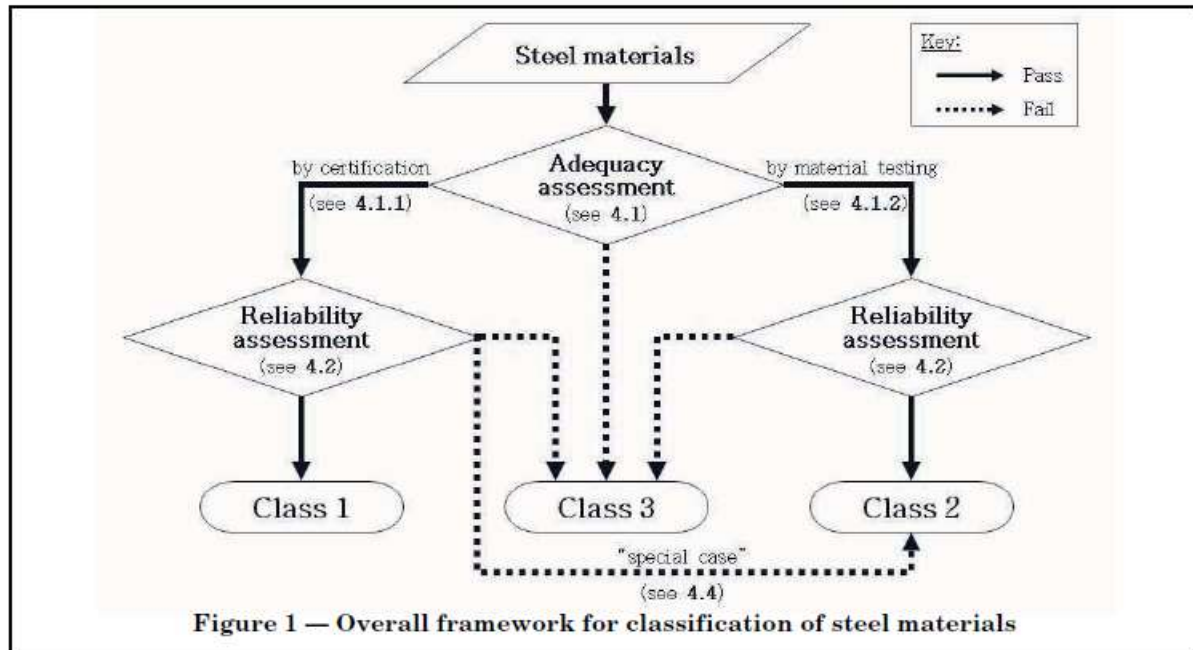 Steel materials
Key:
Pass
Fail
by certification
(see 4.1.1)
Adequacy
assessment
(see 4.1)
by material testing
(see 4.1.2)
Reliability
assessment
(see 4.2)
Reliability
assessment
(see 4.2)
Class 1
Class 3
Class 2
"special case"
(see 4.4)
Figure 1 — Overall framework for classification of steel materials